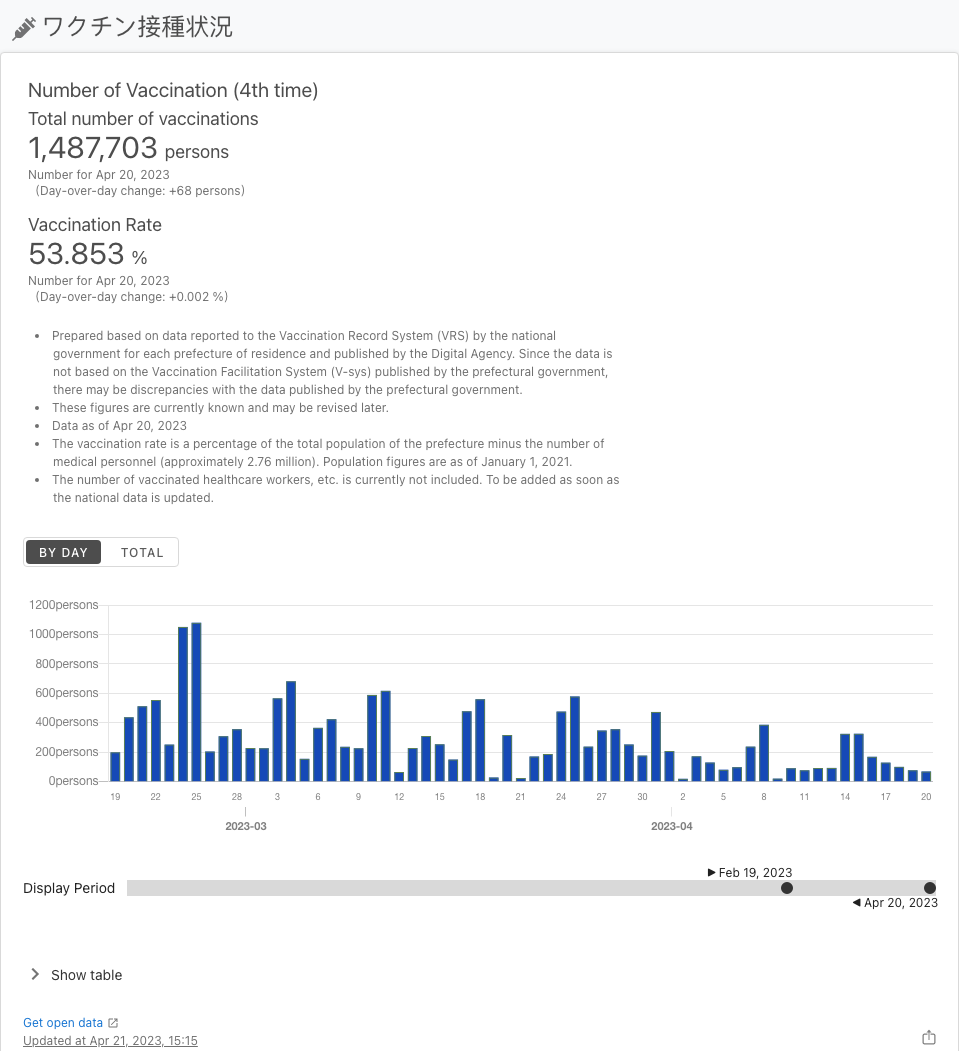 ワクチン接種状況
Number of Vaccination (4th time)
Total number of vaccinations
1,487,703 persons
Number for Apr 20, 2023
(Day-over-day change: +68 persons)
Vaccination Rate
53.853 %
Number for Apr 20, 2023
(Day-over-day change: +0.002 %)
• Prepared based on data reported to the Vaccination Record System (VRS) by the national
government for each prefecture of residence and published by the Digital Agency. Since the data is
not based on the Vaccination Facilitation System (V-sys) published by the prefectural government,
there may be discrepancies with the data published by the prefectural government.
• These figures are currently known and may be revised later.
• Data as of Apr 20, 2023
• The vaccination rate is a percentage of the total population of the prefecture minus the number of
medical personnel (approximately 2.76 million). Population figures are as of January 1, 2021.
• The number of vaccinated healthcare workers, etc. is currently not included. To be added as soon as
the national data is updated.
BY DAY TOTAL
1200persons
1000persons
800persons
600persons
400persons
200persons
0persons
19 22 25 28 3 6 9 12 15 18 21 24 27 30 2 5 8 11 14 17 20
2023-03 2023-04
Feb 19, 2023
Display Period
Apr 20, 2023
Show table
Get open data
Updated at Apr 21, 2023, 15:15